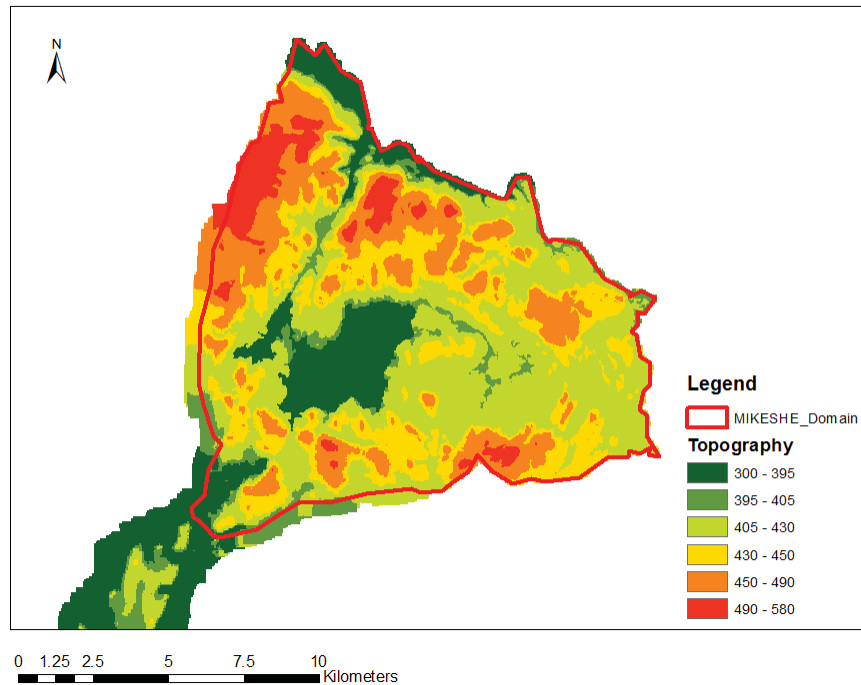 N
Legend
MIKESHE_Domain
Topography
300 - 395
395 - 405
405 - 430
430 - 450
450 - 490
490 - 580
0 1.25 2.5 5 7.5 10
Kilometers